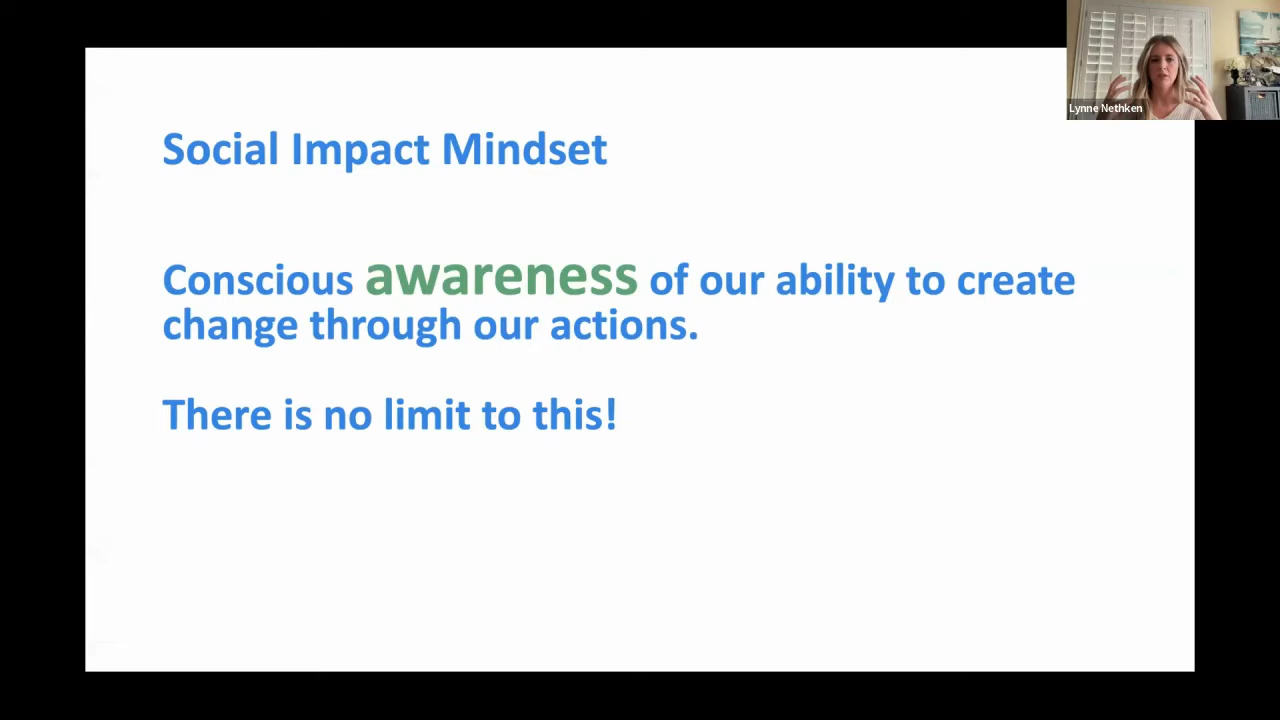 Lynne Nethken
Social Impact Mindset
Conscious awareness of our ability to create
change through our actions.
There is no limit to this!